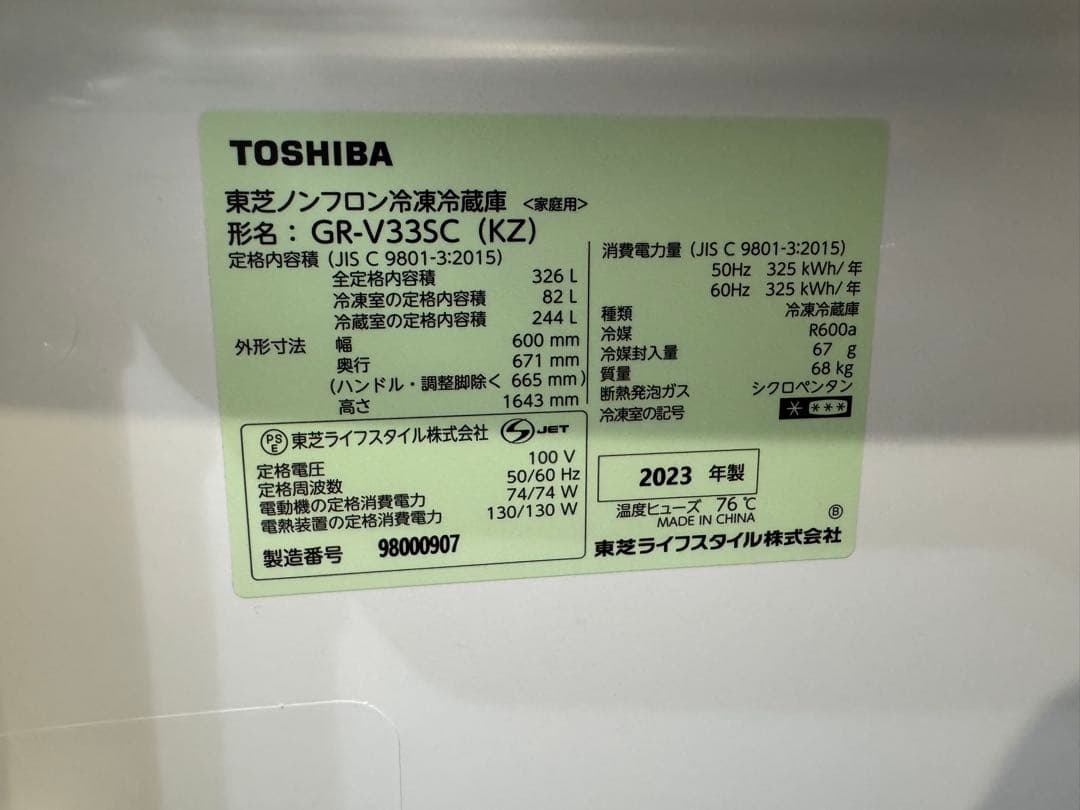 TOSHIBA
東芝ノンフロン冷凍冷蔵庫 <家庭用>
形名： GR-V33SC (KZ)
定格内容積 (JIS C 9801-3:2015)
全定格内容積 326 L
冷凍室の定格内容積 82 L
冷蔵室の定格内容積 244 L
外形寸法 幅 600 mm
奥行 671 mm
(ハンドル・調整脚除く 665 mm)
高さ 1643 mm
消費電力量 (JIS C 9801-3:2015)
50Hz 325 kWh/年
60Hz 325 kWh/年
種類 冷凍冷蔵庫
冷媒 R600a
冷媒封入量 67 g
質量 68 kg
断熱発泡ガス シクロペンタン
冷凍室の記号 * ***
PSE 東芝ライフスタイル株式会社 JET
定格電圧 100 V
定格周波数 50/60 Hz
電動機の定格消費電力 74/74 W
電熱装置の定格消費電力 130/130 W
製造番号 98000907
2023 年製
温度ヒューズ 76 ℃
MADE IN CHINA Ⓑ
東芝ライフスタイル株式会社